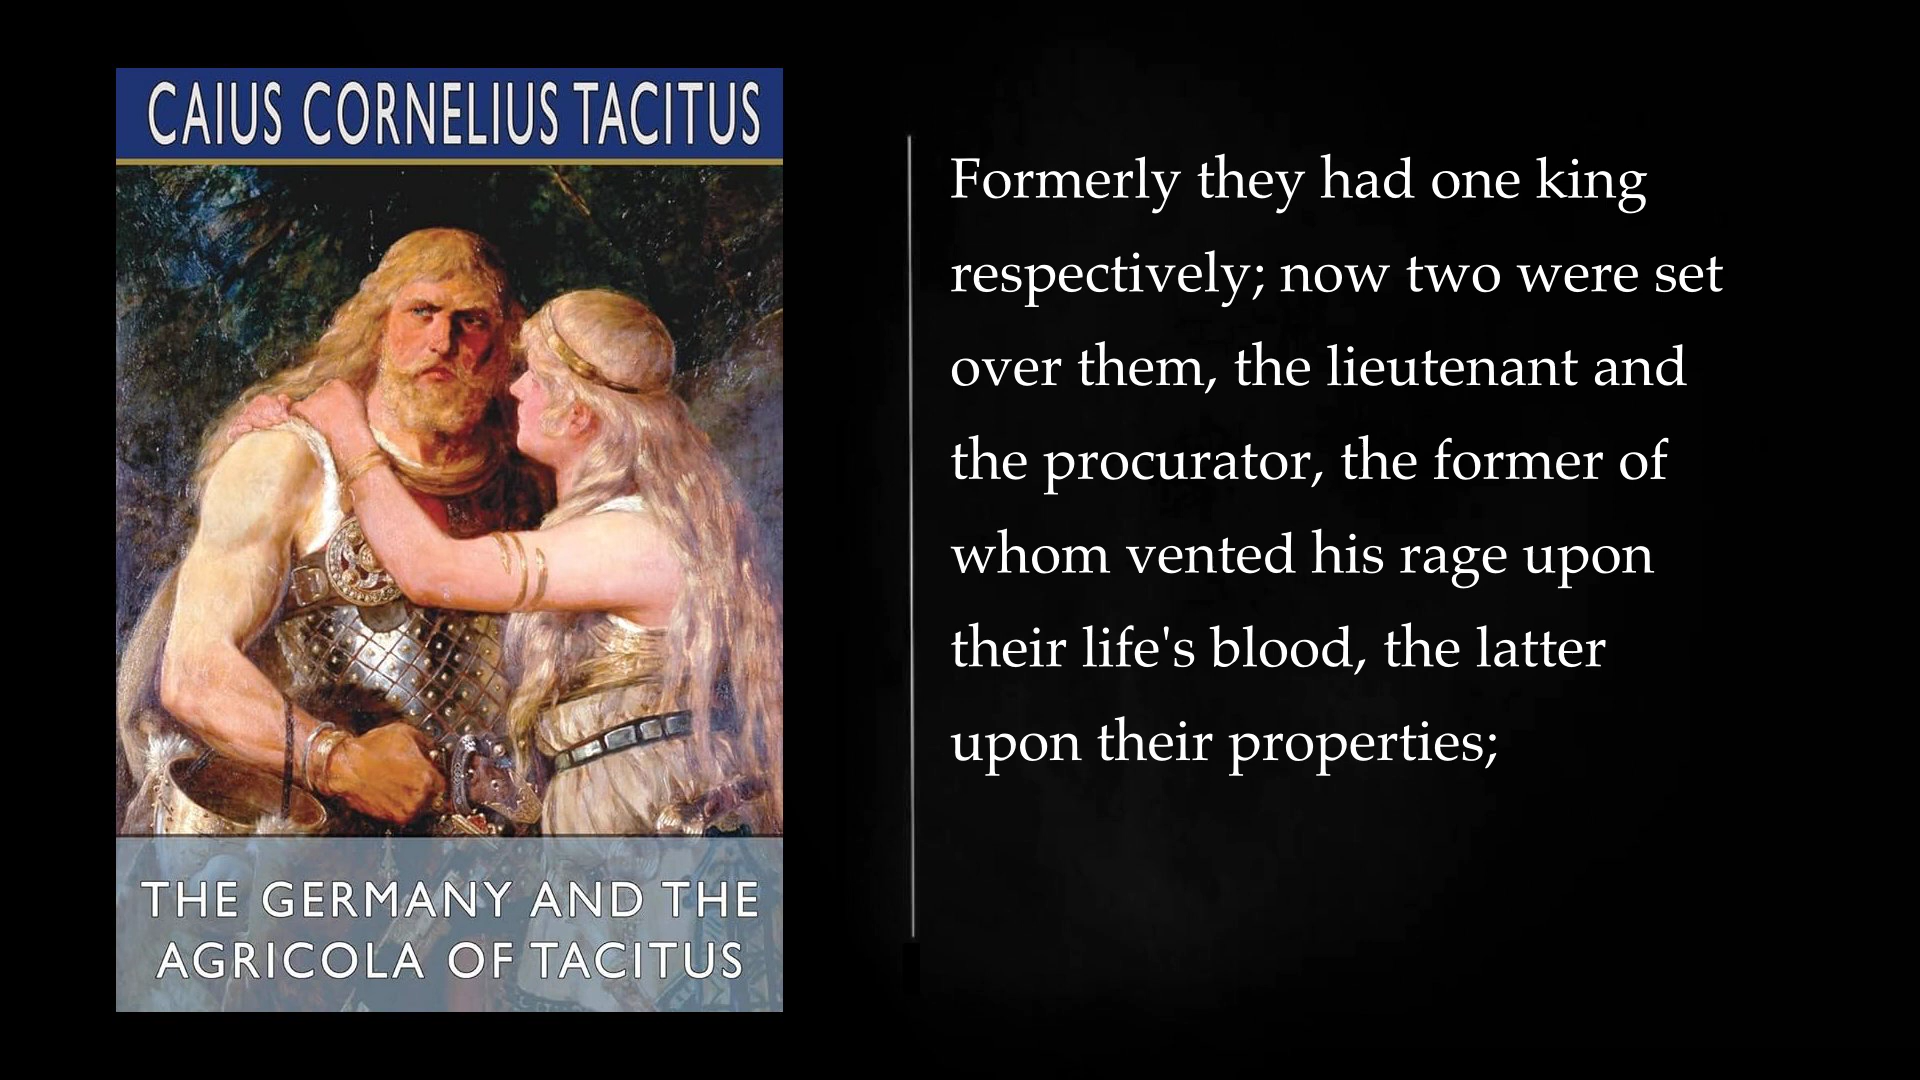 CAIUS CORNELIUS TACITUS
THE GERMANY AND THE
AGRICOLA OF TACITUS
Formerly they had one king
respectively; now two were set
over them, the lieutenant and
the procurator, the former of
whom vented his rage upon
their life's blood, the latter
upon their properties;